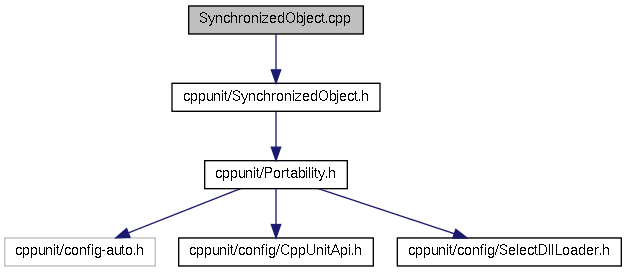 SynchronizedObject.cpp
cppunit/SynchronizedObject.h
cppunit/Portability.h
cppunit/config-auto.h
cppunit/config/CppUnitApi.h
cppunit/config/SelectDllLoader.h